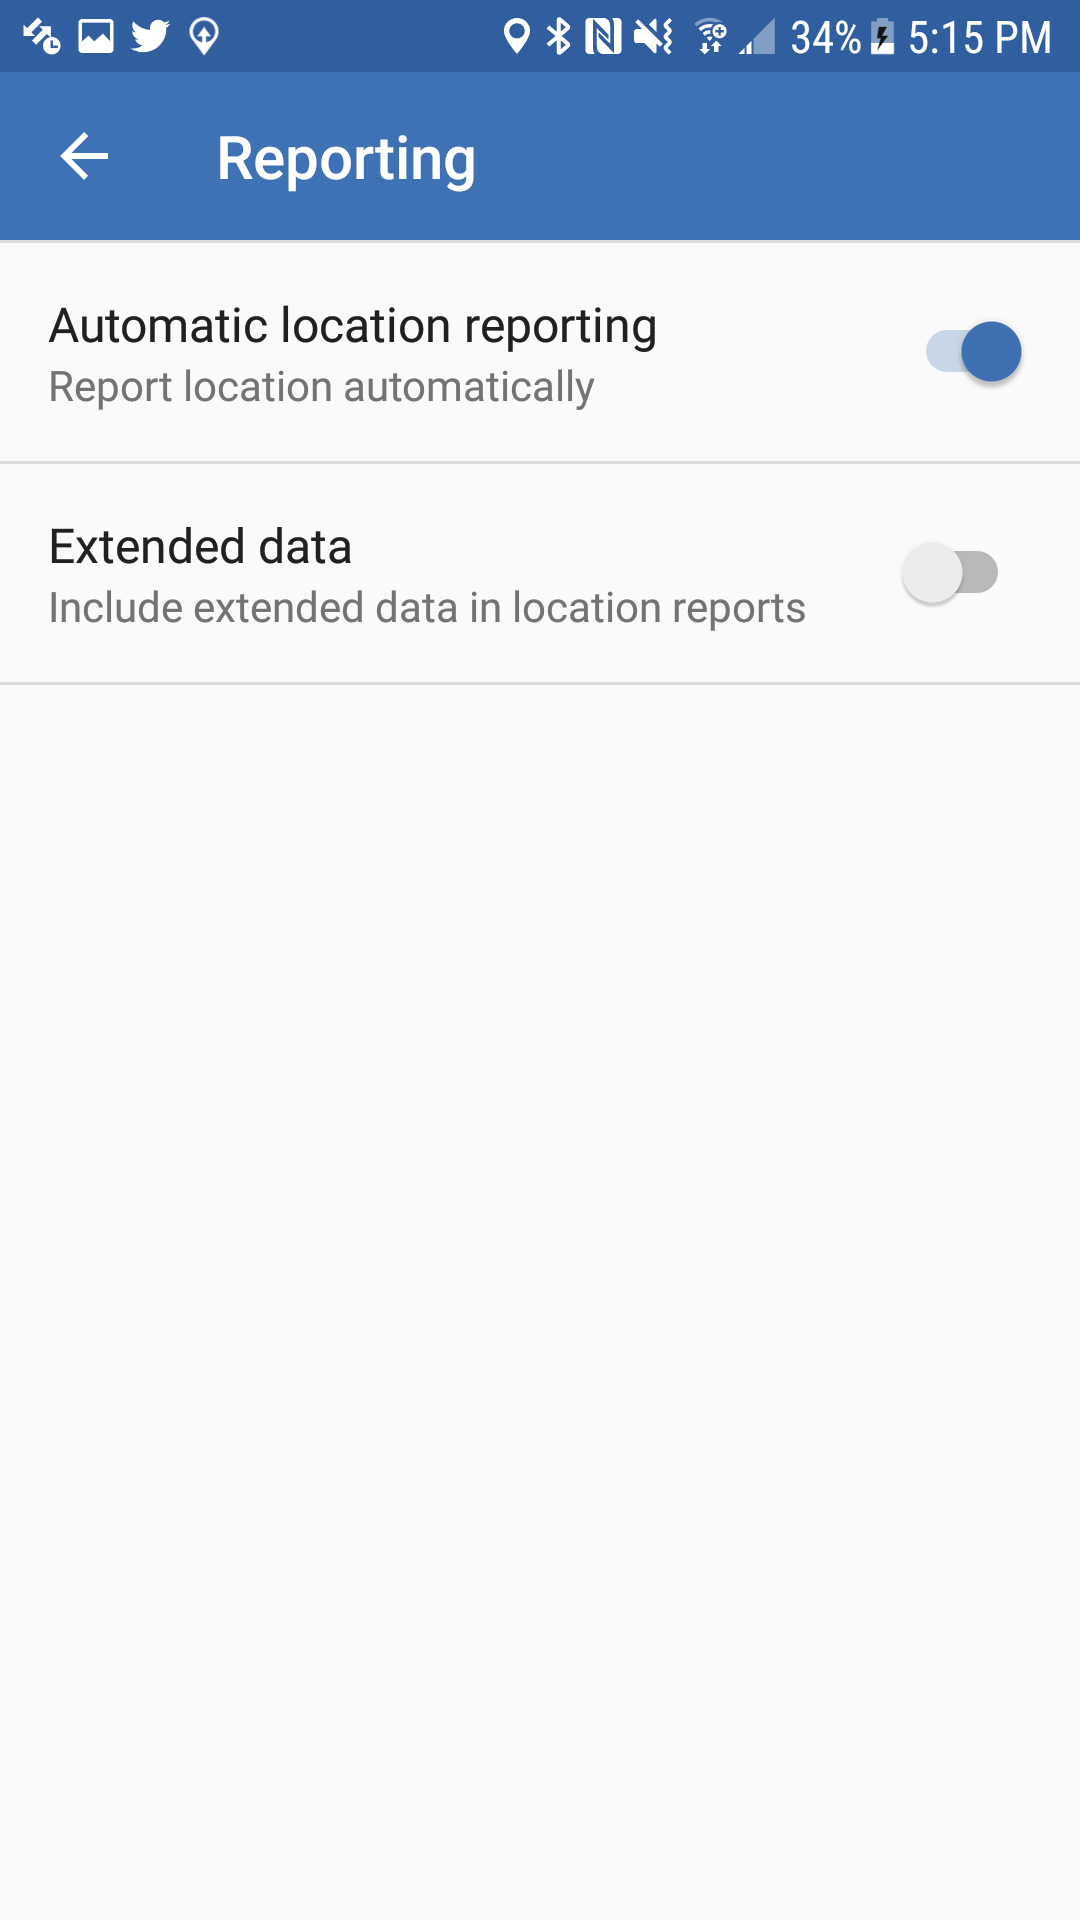 34% 5:15 PM
Reporting
Automatic location reporting
Report location automatically
Extended data
Include extended data in location reports